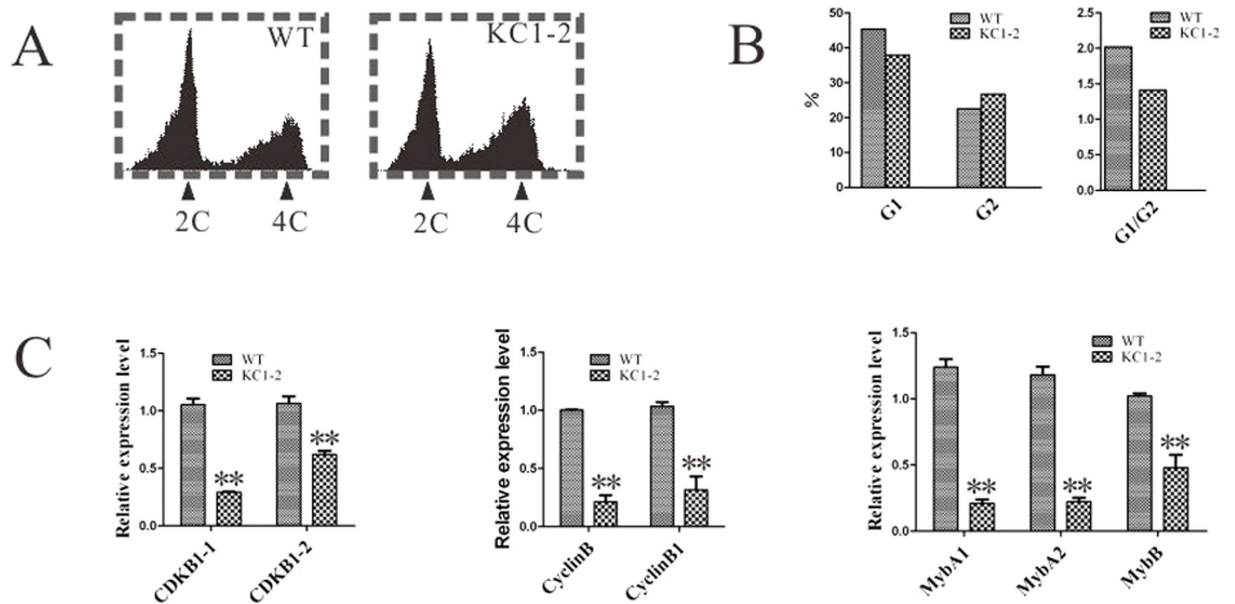 A
WT
2C
4C
KC1-2
2C
4C
B
%
50
40
30
20
10
0
WT
KC1-2
G1
G2
2.5
2.0
1.5
1.0
0.5
0.0
WT
KC1-2
G1/G2
C
Relative expression level
1.5
1.0
0.5
0.0
WT
KC1-2
**
**
CDKB1-1
CDKB1-2
Relative expression level
1.5
1.0
0.5
0.0
WT
KC1-2
**
**
CyclinB
CyclinB1
Relative expression level
1.5
1.0
0.5
0.0
WT
KC1-2
**
**
**
MybA1
MybA2
MybB